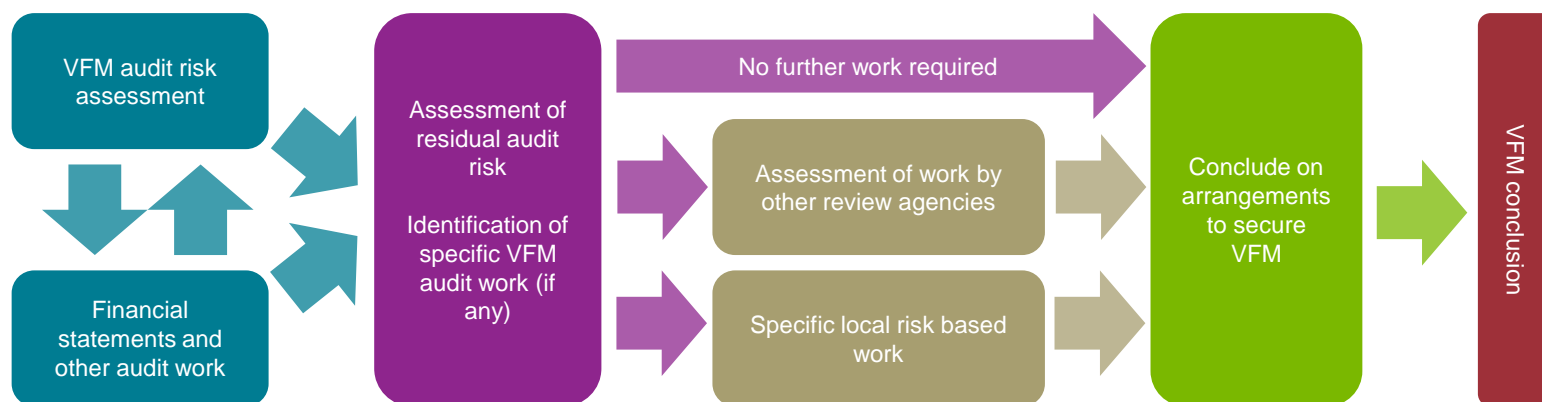 VFM audit risk
assessment
Financial
statements and
other audit work
Assessment of
residual audit
risk
Identification of
specific VFM
audit work (if
any)
No further work required
Assessment of work by
other review agencies
Specific local risk based
work
Conclude on
arrangements
to secure
VFM
VFM conclusion